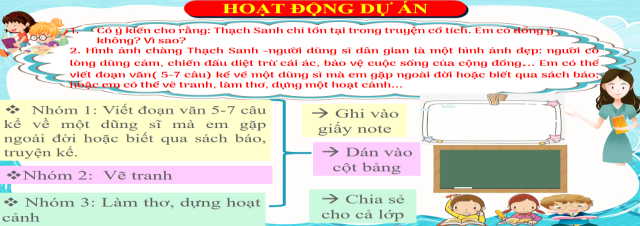 HOẠT ĐỘNG DỰ ÁN
1. Có ý kiến cho rằng: Thạch Sanh chỉ tồn tại trong truyện cổ tích. Em có đồng ý
không? Vì sao?
2. Hình ảnh chàng Thạch Sanh -người dũng sĩ dân gian là một hình ảnh đẹp: người có
lòng dũng cảm, chiến đấu diệt trừ cái ác, bảo vệ cuộc sống của cộng đồng... Em có thể
viết đoạn văn( 5-7 câu) kể về một dũng sĩ mà em gặp ngoài đời hoặc biết qua sách báo;
hoặc em có thể vẽ tranh, làm thơ, dựng một hoạt cảnh...
❖ Nhóm 1: Viết đoạn văn 5-7 câu
kể về một dũng sĩ mà em gặp
ngoài đời hoặc biết qua sách báo,
truyện kể.
❖Nhóm 2: Vẽ tranh
❖ Nhóm 3: Làm thơ, dựng hoạt
cảnh
→ Ghi vào
giấy note
→ Dán vào
cột bảng
→ Chia sẻ
cho cả lớp